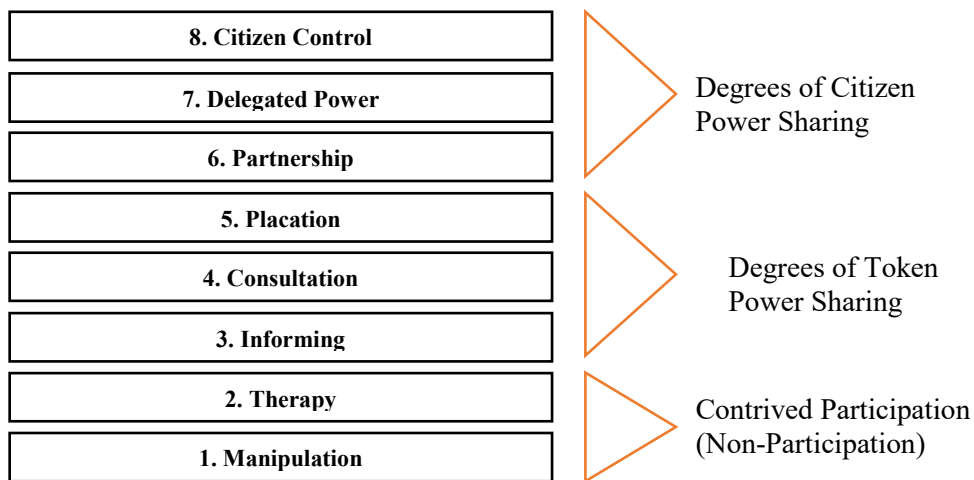 8. Citizen Control
7. Delegated Power
6. Partnership
Degrees of Citizen
Power Sharing
5. Placation
4. Consultation
3. Informing
Degrees of Token
Power Sharing
2. Therapy
1. Manipulation
Contrived Participation
(Non-Participation)